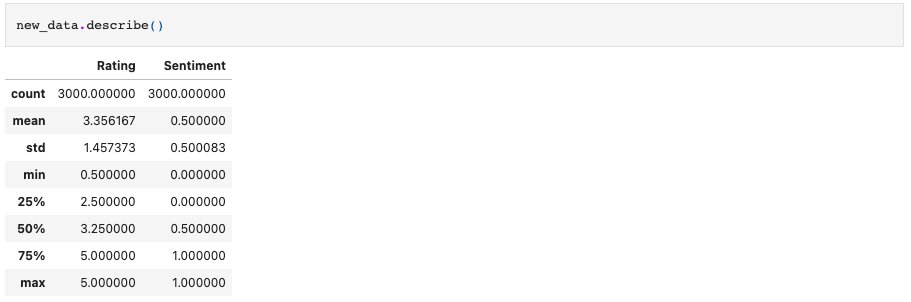 new_data.describe()
Rating Sentiment
count 3000.000000 3000.000000
mean 3.356167 0.500000
std 1.457373 0.500083
min 0.500000 0.000000
25% 2.500000 0.000000
50% 3.250000 0.500000
75% 5.000000 1.000000
max 5.000000 1.000000